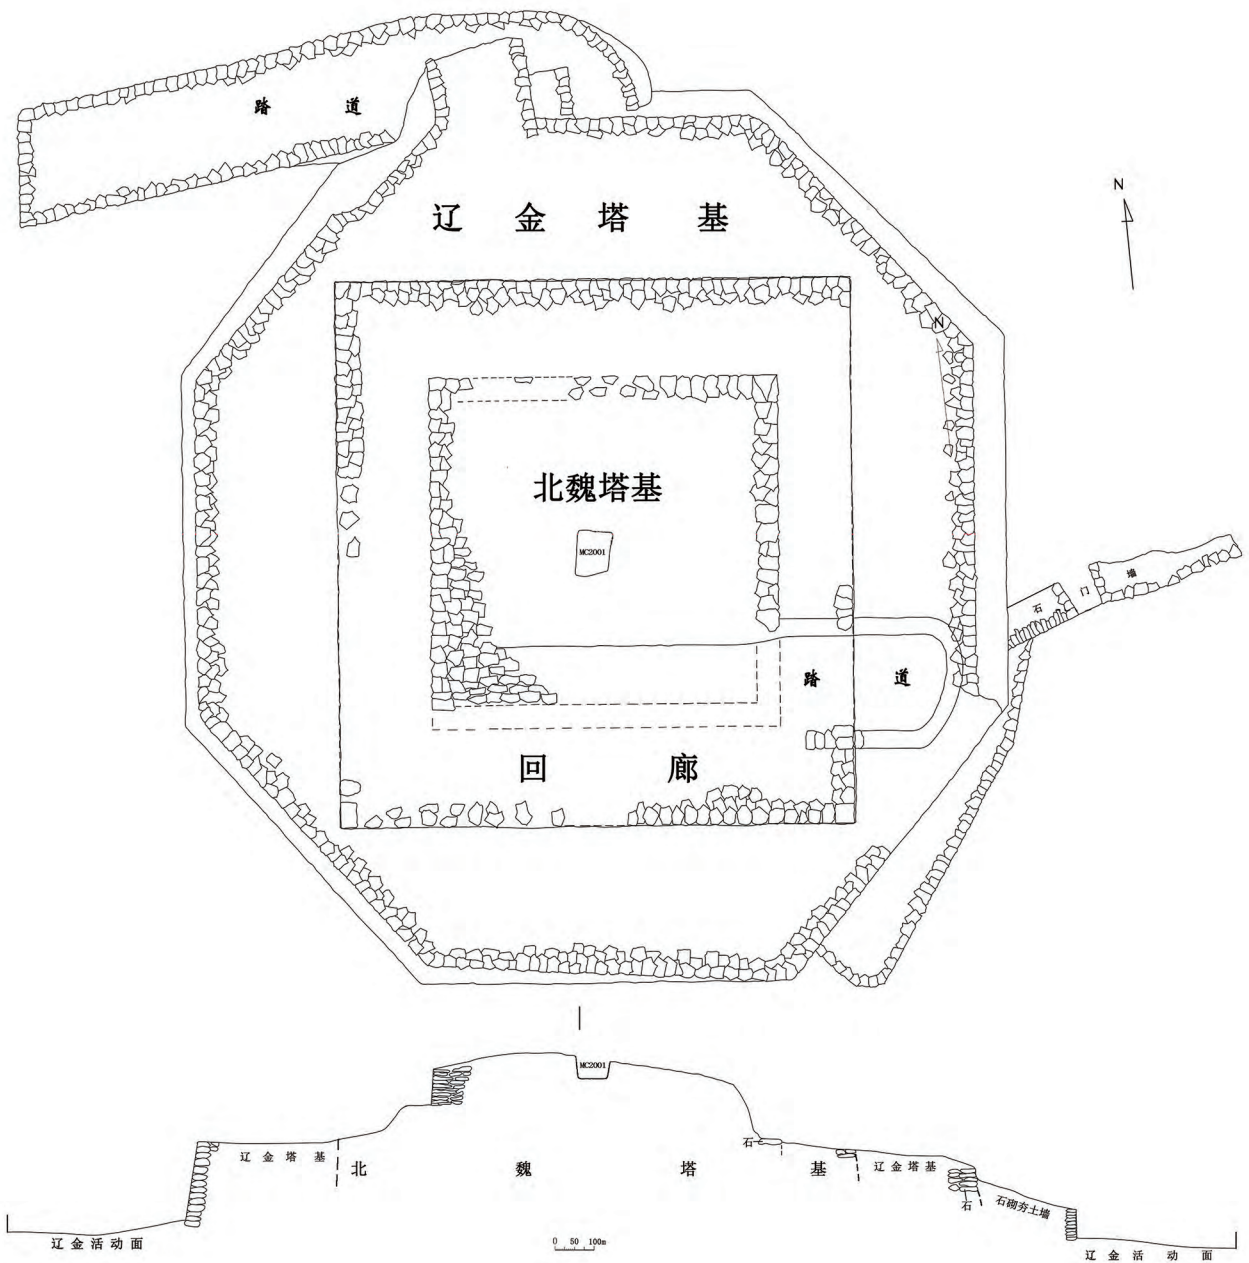 踏 道
N
辽 金 塔 基
N
北魏塔基
MC2001
石 门 墙
踏 道
回 廊
MC2001
石
辽 金 塔 基
北 魏 塔 基
辽 金 塔 基
石
石砌夯土墙
辽 金 活 动 面
0 50 100m
辽 金 活 动 面